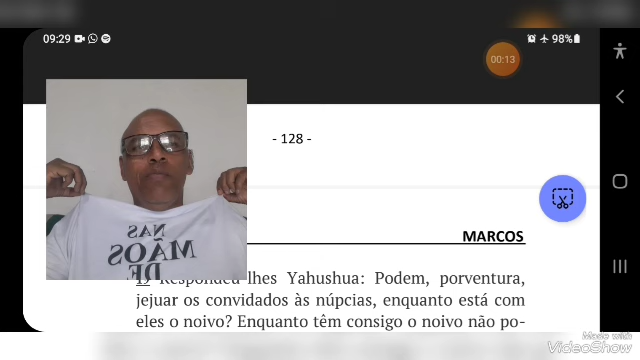 09:29
98%
00:13
- 128 -
NAS
MÃOS
DE
MARCOS
19 Respondeu-lhes Yahushua: Podem, porventura,
jejuar os convidados às núpcias, enquanto está com
eles o noivo? Enquanto têm consigo o noivo não po-
Made with
VideoShow